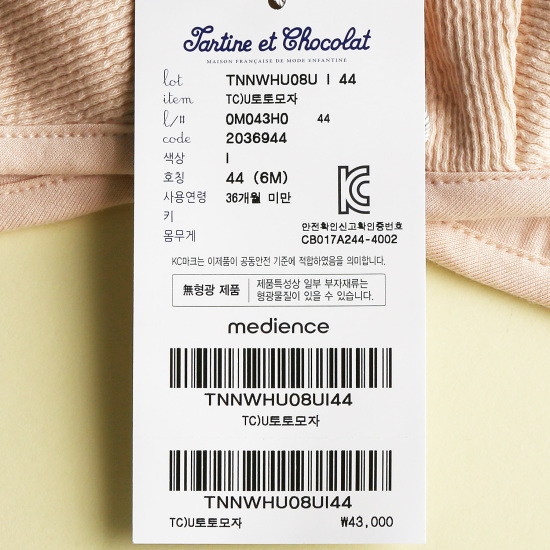 Tartine et Chocolat
MAISON FRANÇAISE DE MODE ENFANTINE
lot TNNWHU08U I 44
item TC)U토토모자
l/# 0M043H0 44
code 2036944
색상 I
호칭 44 (6M)
사용연령 36개월 미만
키
몸무게
안전확인신고확인증번호
CB017A244-4002
KC마크는 이제품이 공통안전 기준에 적합하였음을 의미합니다.
無형광 제품 제품특성상 일부 부자재류는
형광물질이 있을 수 있습니다.
medience
TNNWHU08UI44
TC)U토토모자
TNNWHU08UI44
TC)U토토모자 ₩43,000